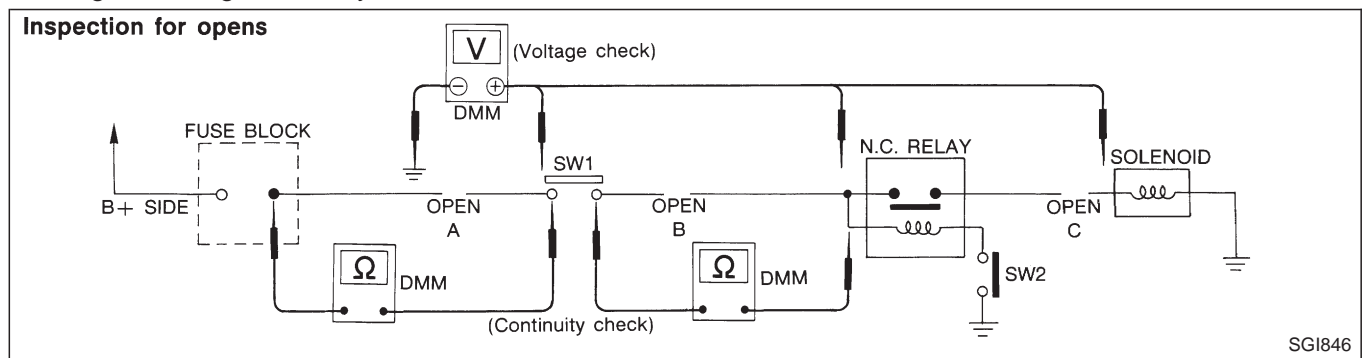 Inspection for opens
V
(Voltage check)
− +
DMM
FUSE BLOCK
SW1
N.C. RELAY
SOLENOID
B+ SIDE
OPEN
A
OPEN
B
OPEN
C
Ω
DMM
Ω
DMM
SW2
(Continuity check)
SGI846